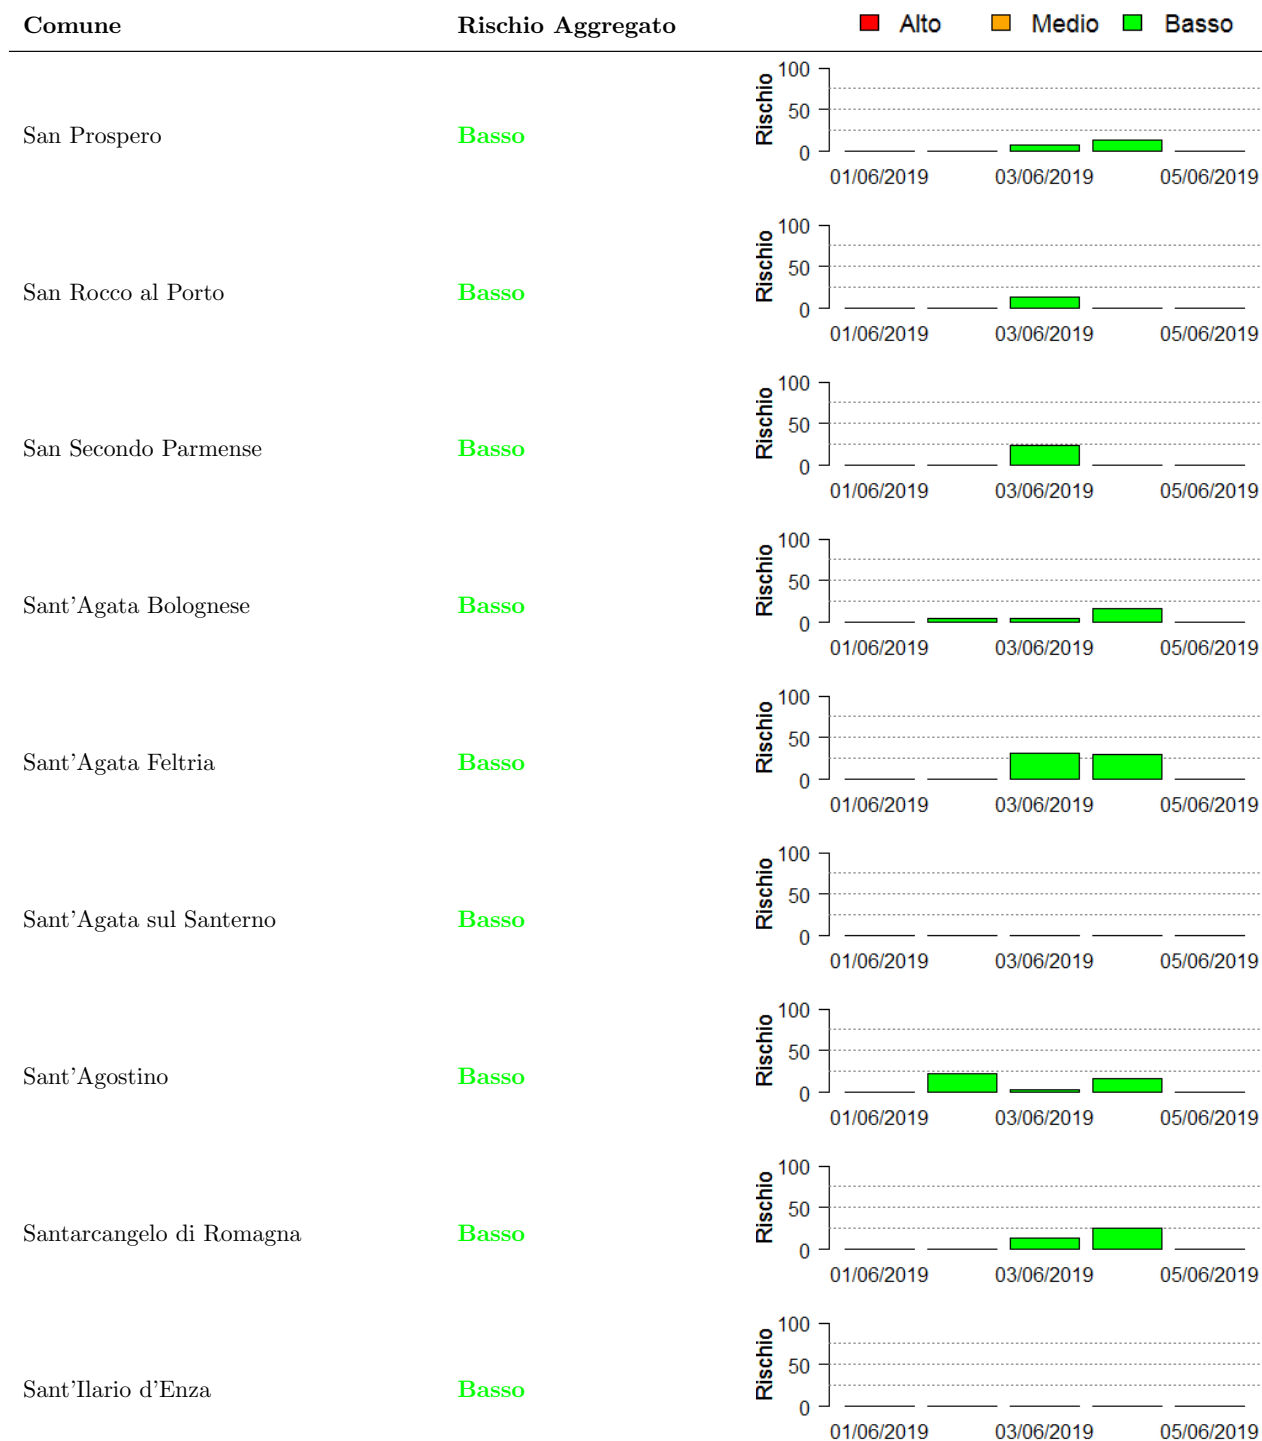 Comune Rischio Aggregato Alto Medio Basso
San Prospero Basso Rischio 100 50 0
01/06/2019 03/06/2019 05/06/2019
San Rocco al Porto Basso Rischio 100 50 0
01/06/2019 03/06/2019 05/06/2019
San Secondo Parmense Basso Rischio 100 50 0
01/06/2019 03/06/2019 05/06/2019
Sant'Agata Bolognese Basso Rischio 100 50 0
01/06/2019 03/06/2019 05/06/2019
Sant'Agata Feltria Basso Rischio 100 50 0
01/06/2019 03/06/2019 05/06/2019
Sant'Agata sul Santerno Basso Rischio 100 50 0
01/06/2019 03/06/2019 05/06/2019
Sant'Agostino Basso Rischio 100 50 0
01/06/2019 03/06/2019 05/06/2019
Santarcangelo di Romagna Basso Rischio 100 50 0
01/06/2019 03/06/2019 05/06/2019
Sant'Ilario d'Enza Basso Rischio 100 50 0
01/06/2019 03/06/2019 05/06/2019